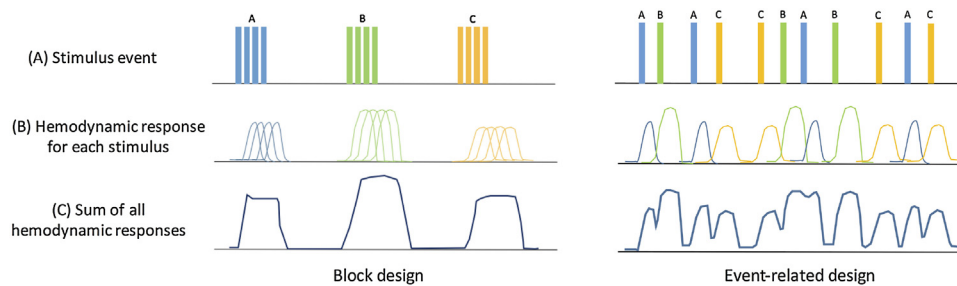 A B C
A B A C C B A B C A C
(A) Stimulus event
(B) Hemodynamic response
for each stimulus
(C) Sum of all
hemodynamic responses
Block design
Event-related design